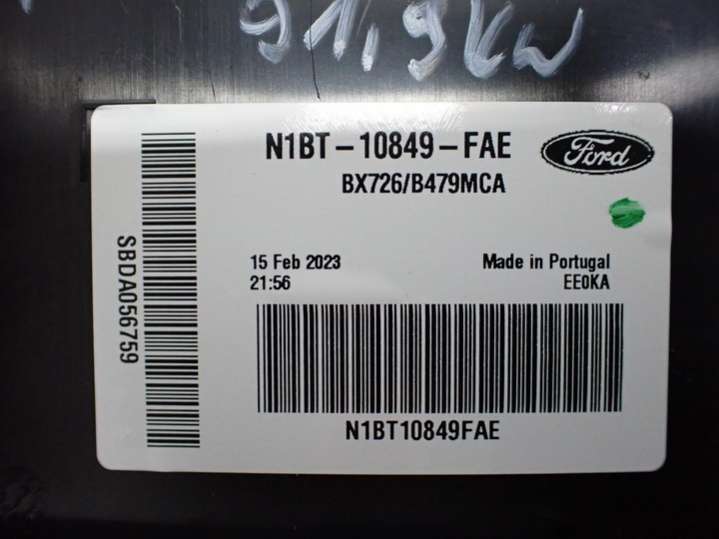 91,9kw
N1BT-10849-FAE
Ford
BX726/B479MCA
15 Feb 2023
21:56
Made in Portugal
EE0KA
SBDA056759
N1BT10849FAE